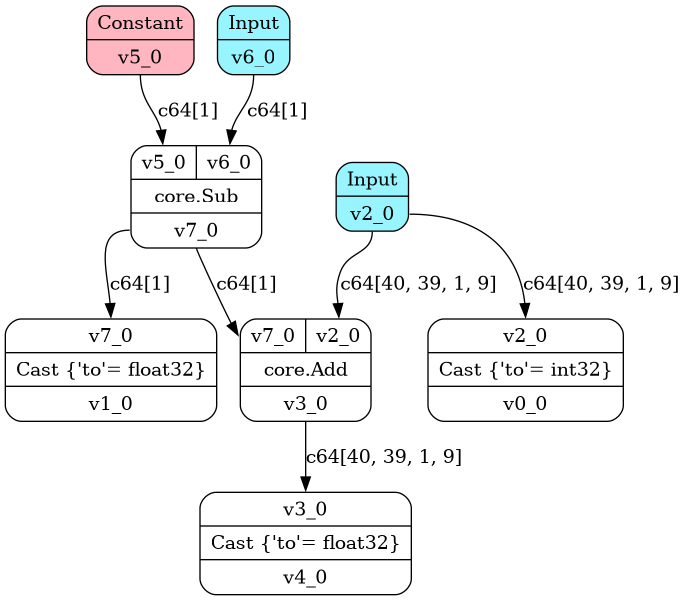 Constant
v5_0
Input
v6_0
c64[1]
c64[1]
v5_0
v6_0
core.Sub
v7_0
Input
v2_0
c64[1]
c64[1]
c64[40, 39, 1, 9]
c64[40, 39, 1, 9]
v7_0
Cast {'to'= float32}
v1_0
v7_0
v2_0
core.Add
v3_0
v2_0
Cast {'to'= int32}
v0_0
c64[40, 39, 1, 9]
v3_0
Cast {'to'= float32}
v4_0